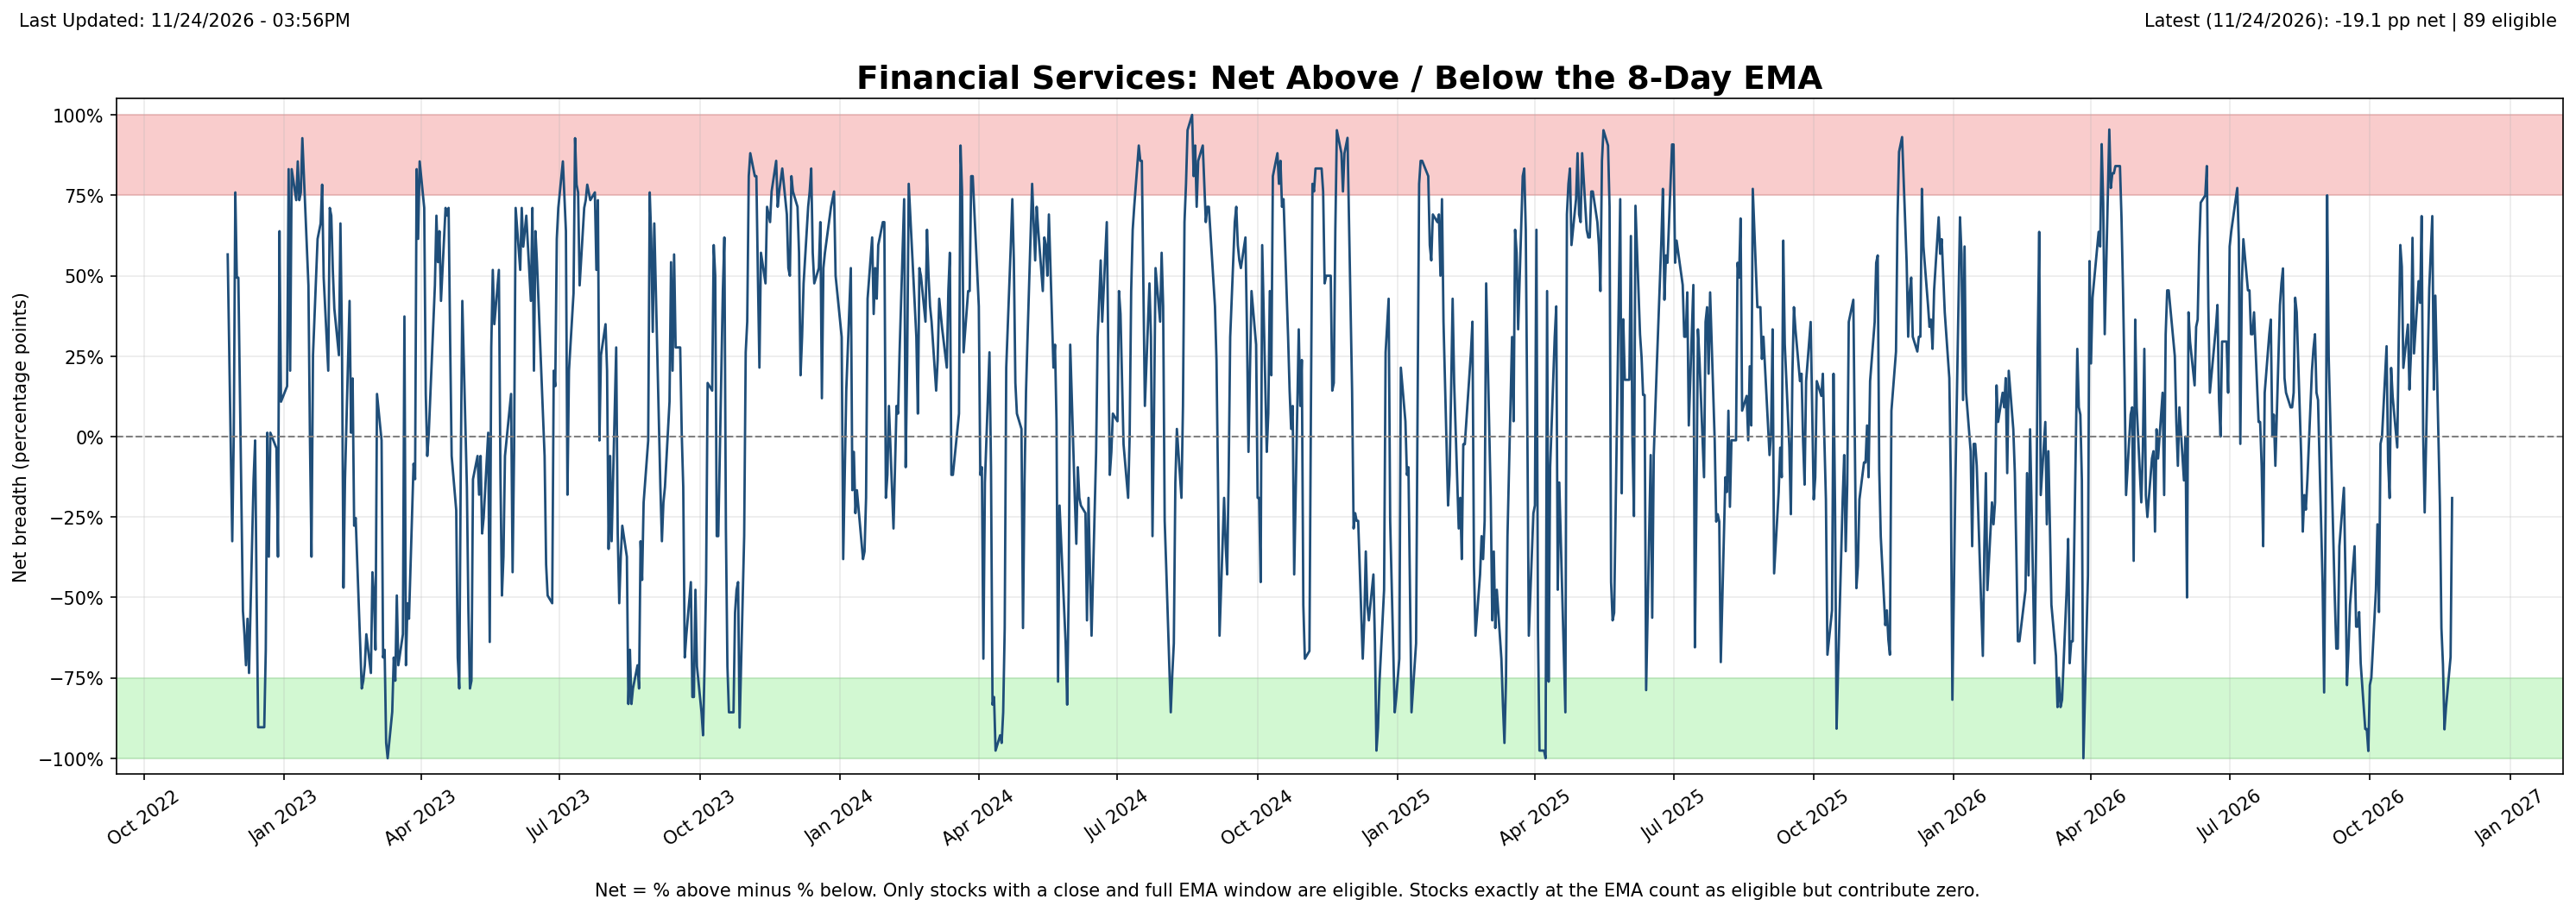 Last Updated: 11/24/2026 - 03:56PM
Latest (11/24/2026): -19.1 pp net | 89 eligible
Financial Services: Net Above / Below the 8-Day EMA
Net breadth (percentage points)
100%
75%
50%
25%
0%
−25%
−50%
−75%
−100%
Oct 2022
Jan 2023
Apr 2023
Jul 2023
Oct 2023
Jan 2024
Apr 2024
Jul 2024
Oct 2024
Jan 2025
Apr 2025
Jul 2025
Oct 2025
Jan 2026
Apr 2026
Jul 2026
Oct 2026
Jan 2027
Net = % above minus % below. Only stocks with a close and full EMA window are eligible. Stocks exactly at the EMA count as eligible but contribute zero.